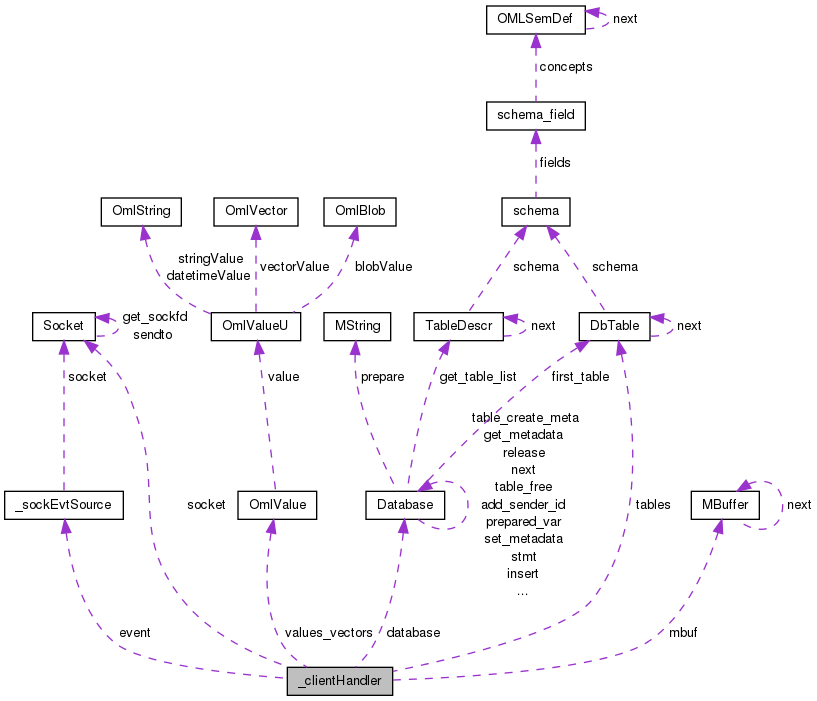 OMLSemDef
next
concepts
schema_field
fields
OmlString
OmlVector
OmlBlob
schema
stringValue
datetimeValue
vectorValue
blobValue
schema
schema
Socket
get_sockfd
sendto
OmlValueU
MString
TableDescr
next
DbTable
next
socket
value
prepare
get_table_list
first_table
_sockEvtSource
socket
OmlValue
Database
table_create_meta
get_metadata
release
next
table_free
add_sender_id
prepared_var
set_metadata
stmt
insert
...
tables
MBuffer
next
event
values_vectors
database
mbuf
_clientHandler